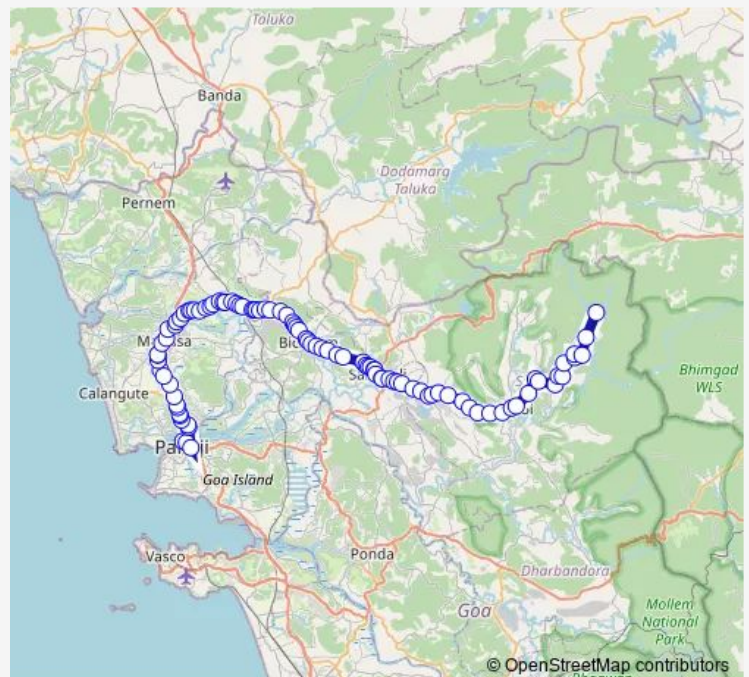 Taluka
Banda
Dodamarg
Taluka
Pernem
Bhimgad
WLS
Calangute
Goa Island
Vasco
Ponda
Dharbandora
Goa
Mollem
National
Park
© OpenStreetMap contributors